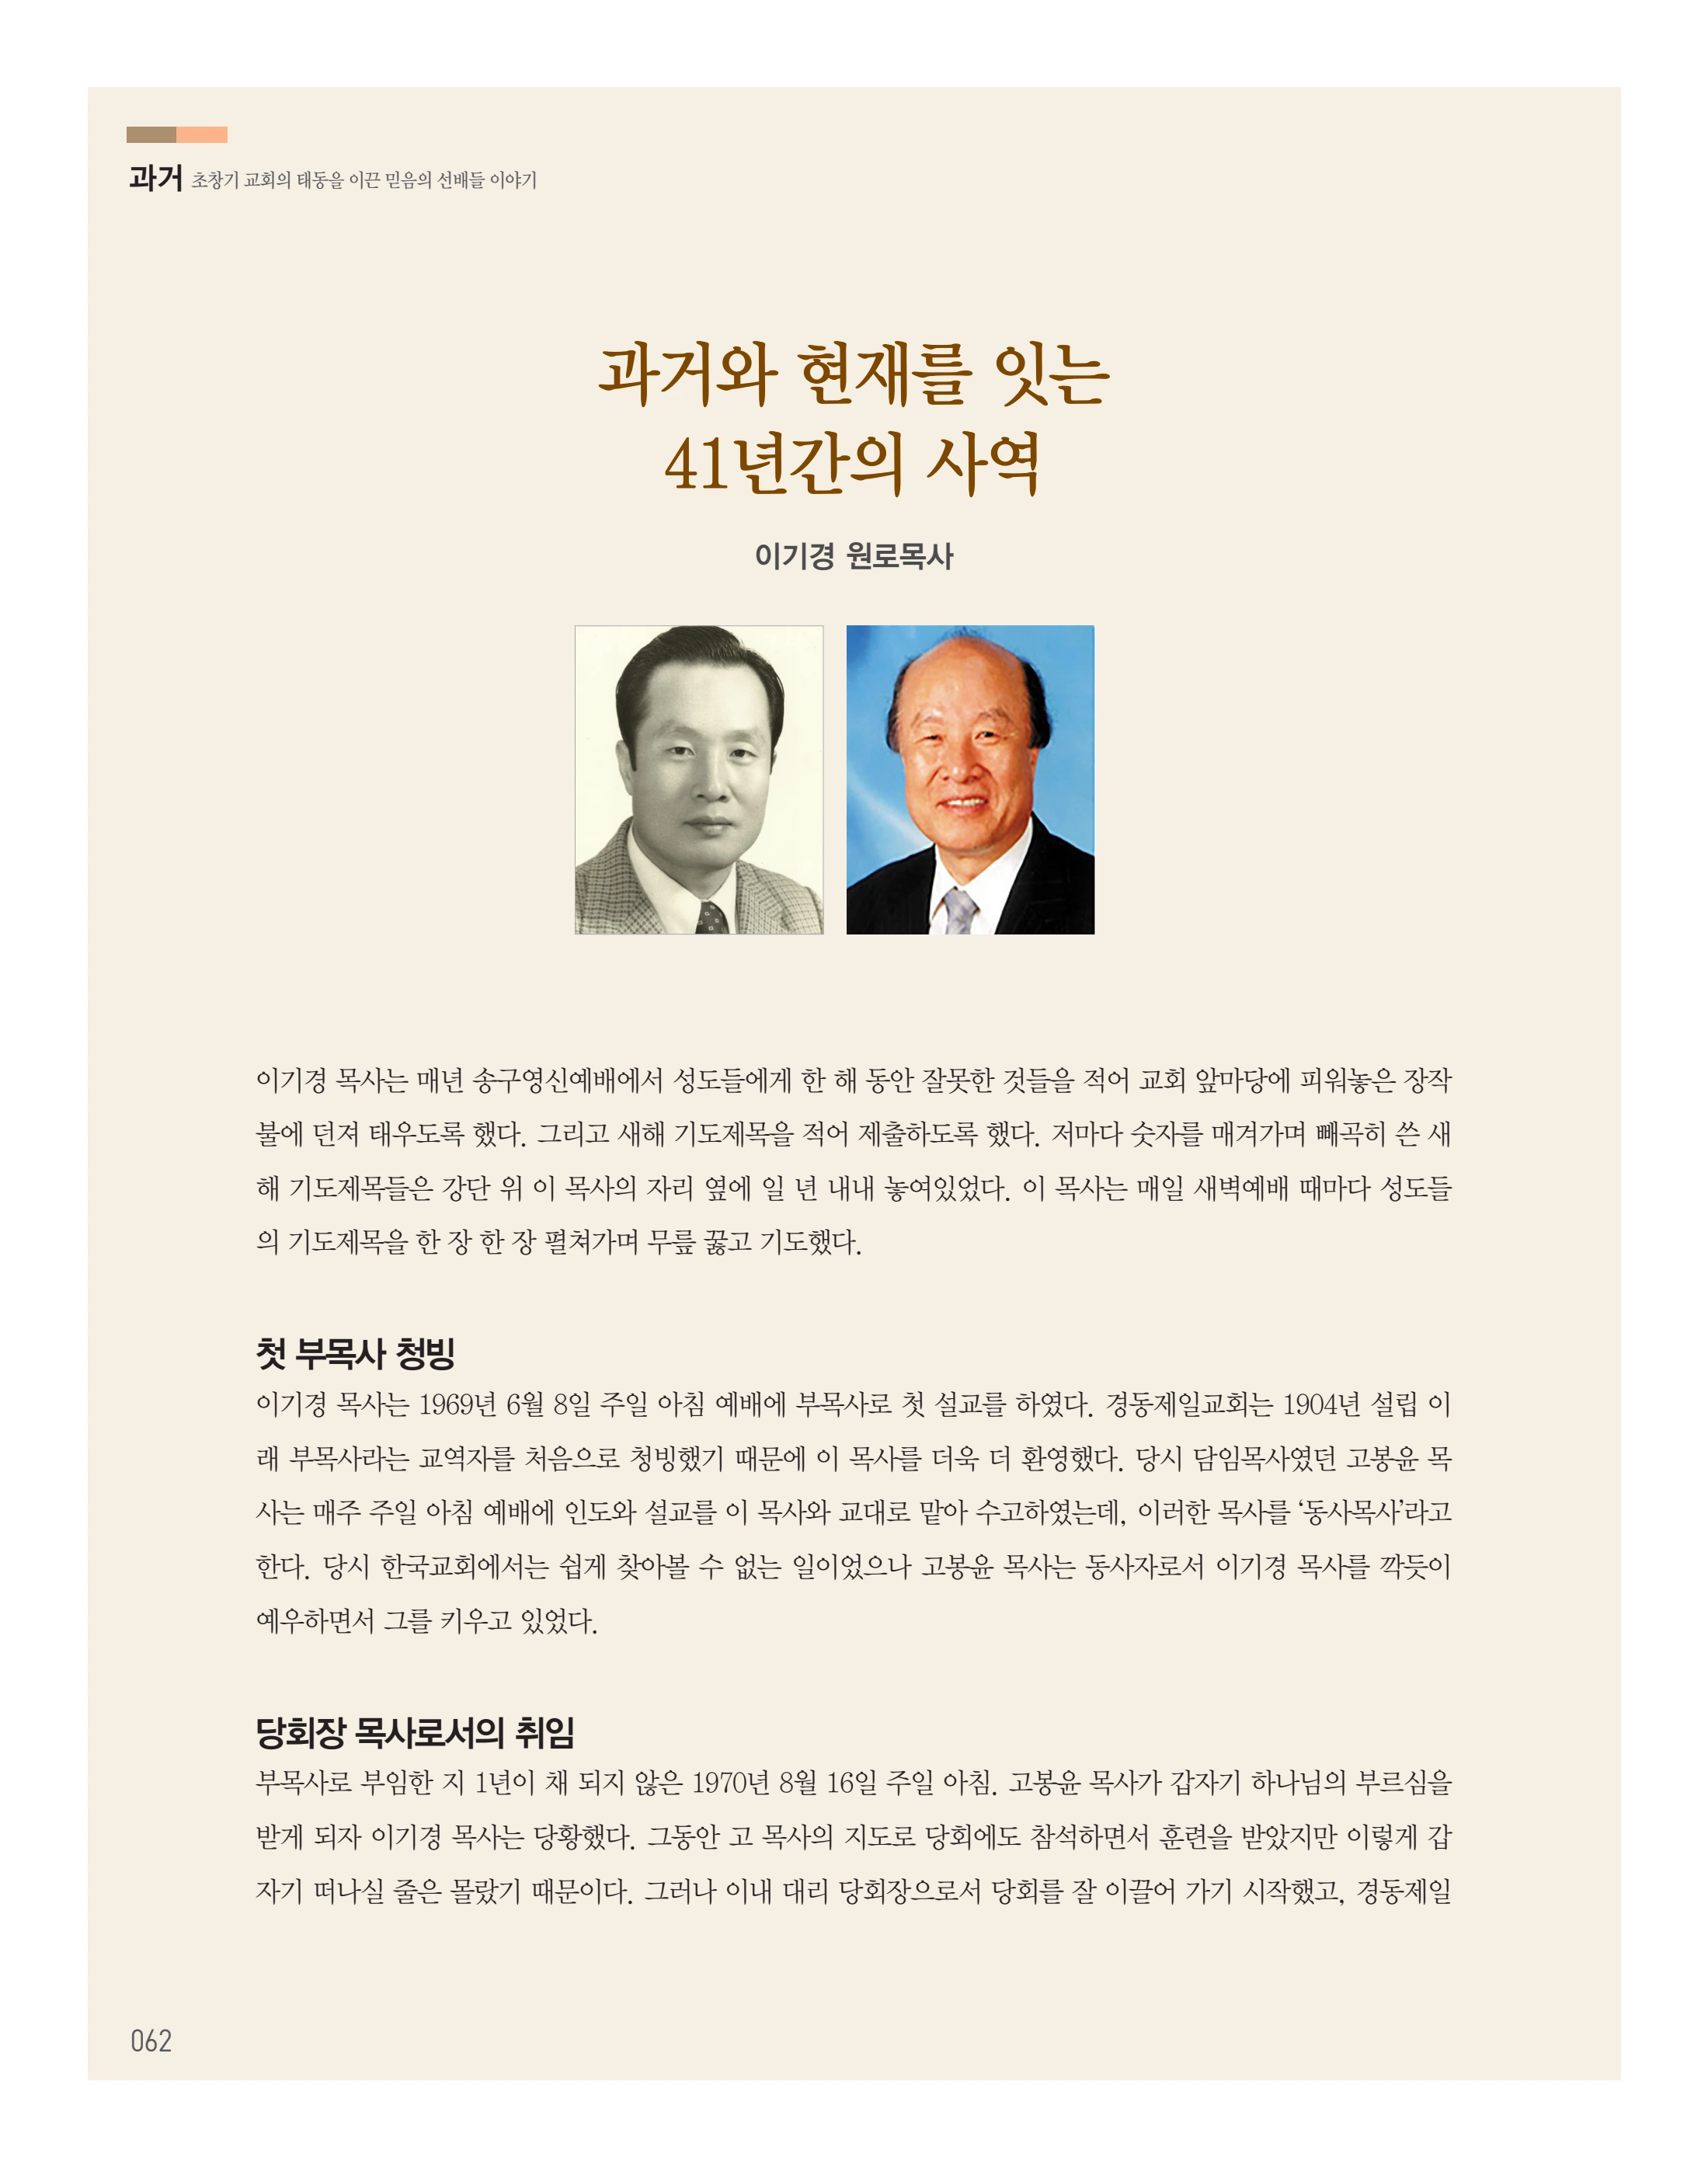 과거 초창기 교회의 태동을 이끈 믿음의 선배들 이야기
과거와 현재를 잇는
41년간의 사역
이기경 원로목사
이기경 목사는 매년 송구영신예배에서 성도들에게 한 해 동안 잘못한 것들을 적어 교회 앞마당에 피워놓은 장작
불에 던져 태우도록 했다. 그리고 새해 기도제목을 적어 제출하도록 했다. 저마다 숫자를 매겨가며 빼곡히 쓴 새
해 기도제목들은 강단 위 이 목사의 자리 옆에 일 년 내내 놓여있었다. 이 목사는 매일 새벽예배 때마다 성도들
의 기도제목을 한 장 한 장 펼쳐가며 무릎 꿇고 기도했다.
첫 부목사 청빙
이기경 목사는 1969년 6월 8일 주일 아침 예배에 부목사로 첫 설교를 하였다. 경동제일교회는 1904년 설립 이
래 부목사라는 교역자를 처음으로 청빙했기 때문에 이 목사를 더욱 더 환영했다. 당시 담임목사였던 고봉윤 목
사는 매주 주일 아침 예배에 인도와 설교를 이 목사와 교대로 맡아 수고하였는데, 이러한 목사를 ‘동사목사’라고
한다. 당시 한국교회에서는 쉽게 찾아볼 수 없는 일이었으나 고봉윤 목사는 동사자로서 이기경 목사를 깍듯이
예우하면서 그를 키우고 있었다.
당회장 목사로서의 취임
부목사로 부임한 지 1년이 채 되지 않은 1970년 8월 16일 주일 아침. 고봉윤 목사가 갑자기 하나님의 부르심을
받게 되자 이기경 목사는 당황했다. 그동안 고 목사의 지도로 당회에도 참석하면서 훈련을 받았지만 이렇게 갑
자기 떠나실 줄은 몰랐기 때문이다. 그러나 이내 대리 당회장으로서 당회를 잘 이끌어 가기 시작했고, 경동제일
062